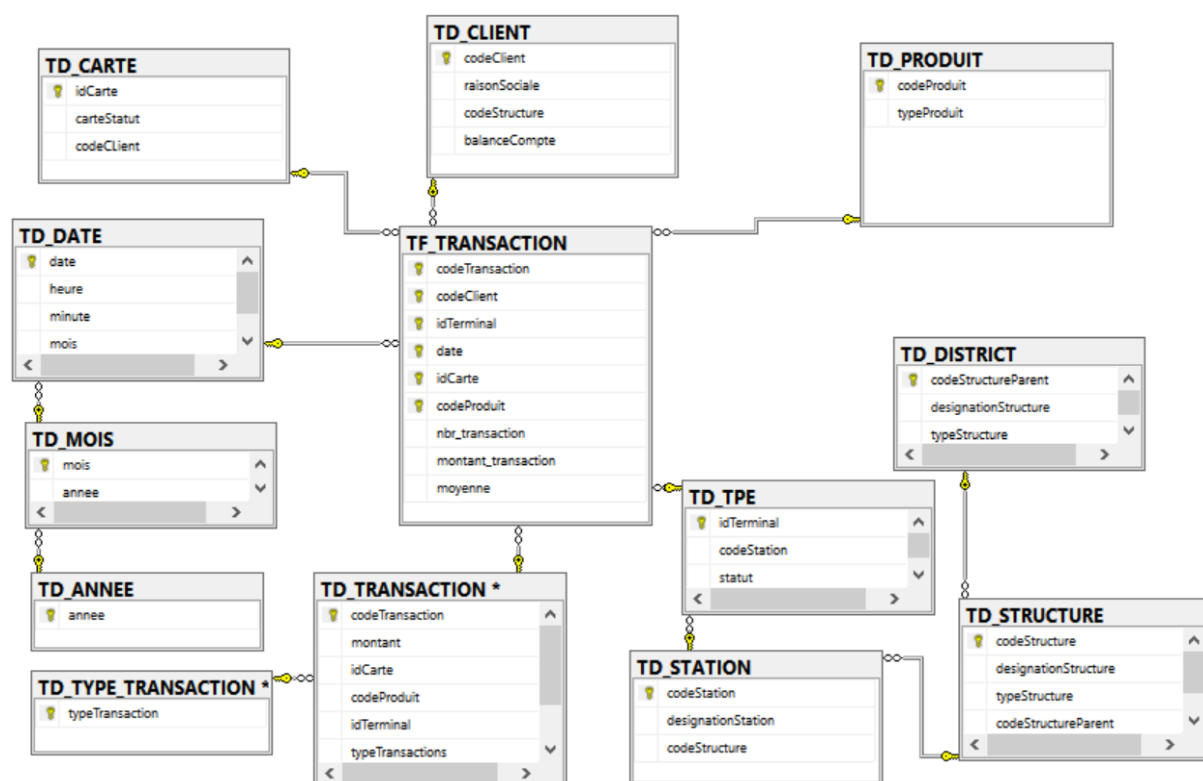 TD_CARTE
idCarte
carteStatut
codeCLient
TD_CLIENT
codeClient
raisonSociale
codeStructure
balanceCompte
TD_PRODUIT
codeProduit
typeProduit
TD_DATE
date
heure
minute
mois
TF_TRANSACTION
codeTransaction
codeClient
idTerminal
date
idCarte
codeProduit
nbr_transaction
montant_transaction
moyenne
TD_DISTRICT
codeStructureParent
designationStructure
typeStructure
TD_MOIS
mois
annee
TD_TPE
idTerminal
codeStation
statut
TD_ANNEE
annee
TD_TRANSACTION *
codeTransaction
montant
idCarte
codeProduit
idTerminal
typeTransactions
TD_STRUCTURE
codeStructure
designationStructure
typeStructure
codeStructureParent
TD_TYPE_TRANSACTION *
typeTransaction
TD_STATION
codeStation
designationStation
codeStructure